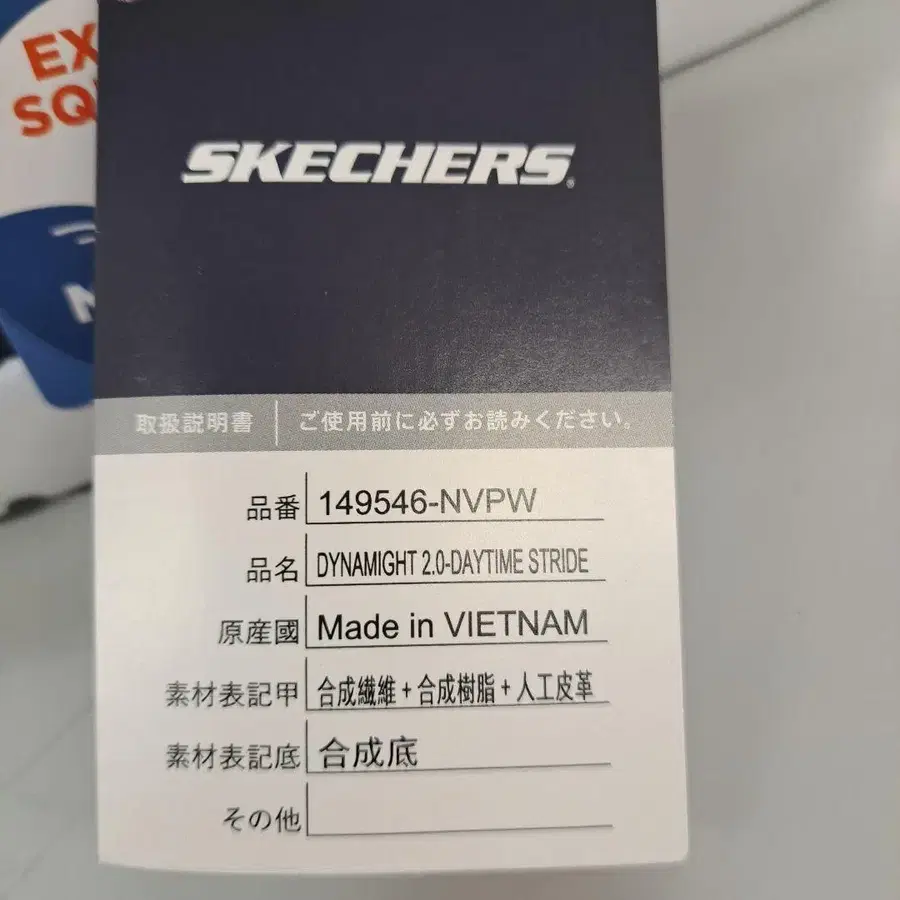 EX
SQ
SKECHERS
取扱説明書 ご使用前に必ずお読みください。
品番 149546-NVPW
品名 DYNAMIGHT 2.0-DAYTIME STRIDE
原産國 Made in VIETNAM
素材表記甲 合成繊維+合成樹脂+人工皮革
素材表記底 合成底
その他